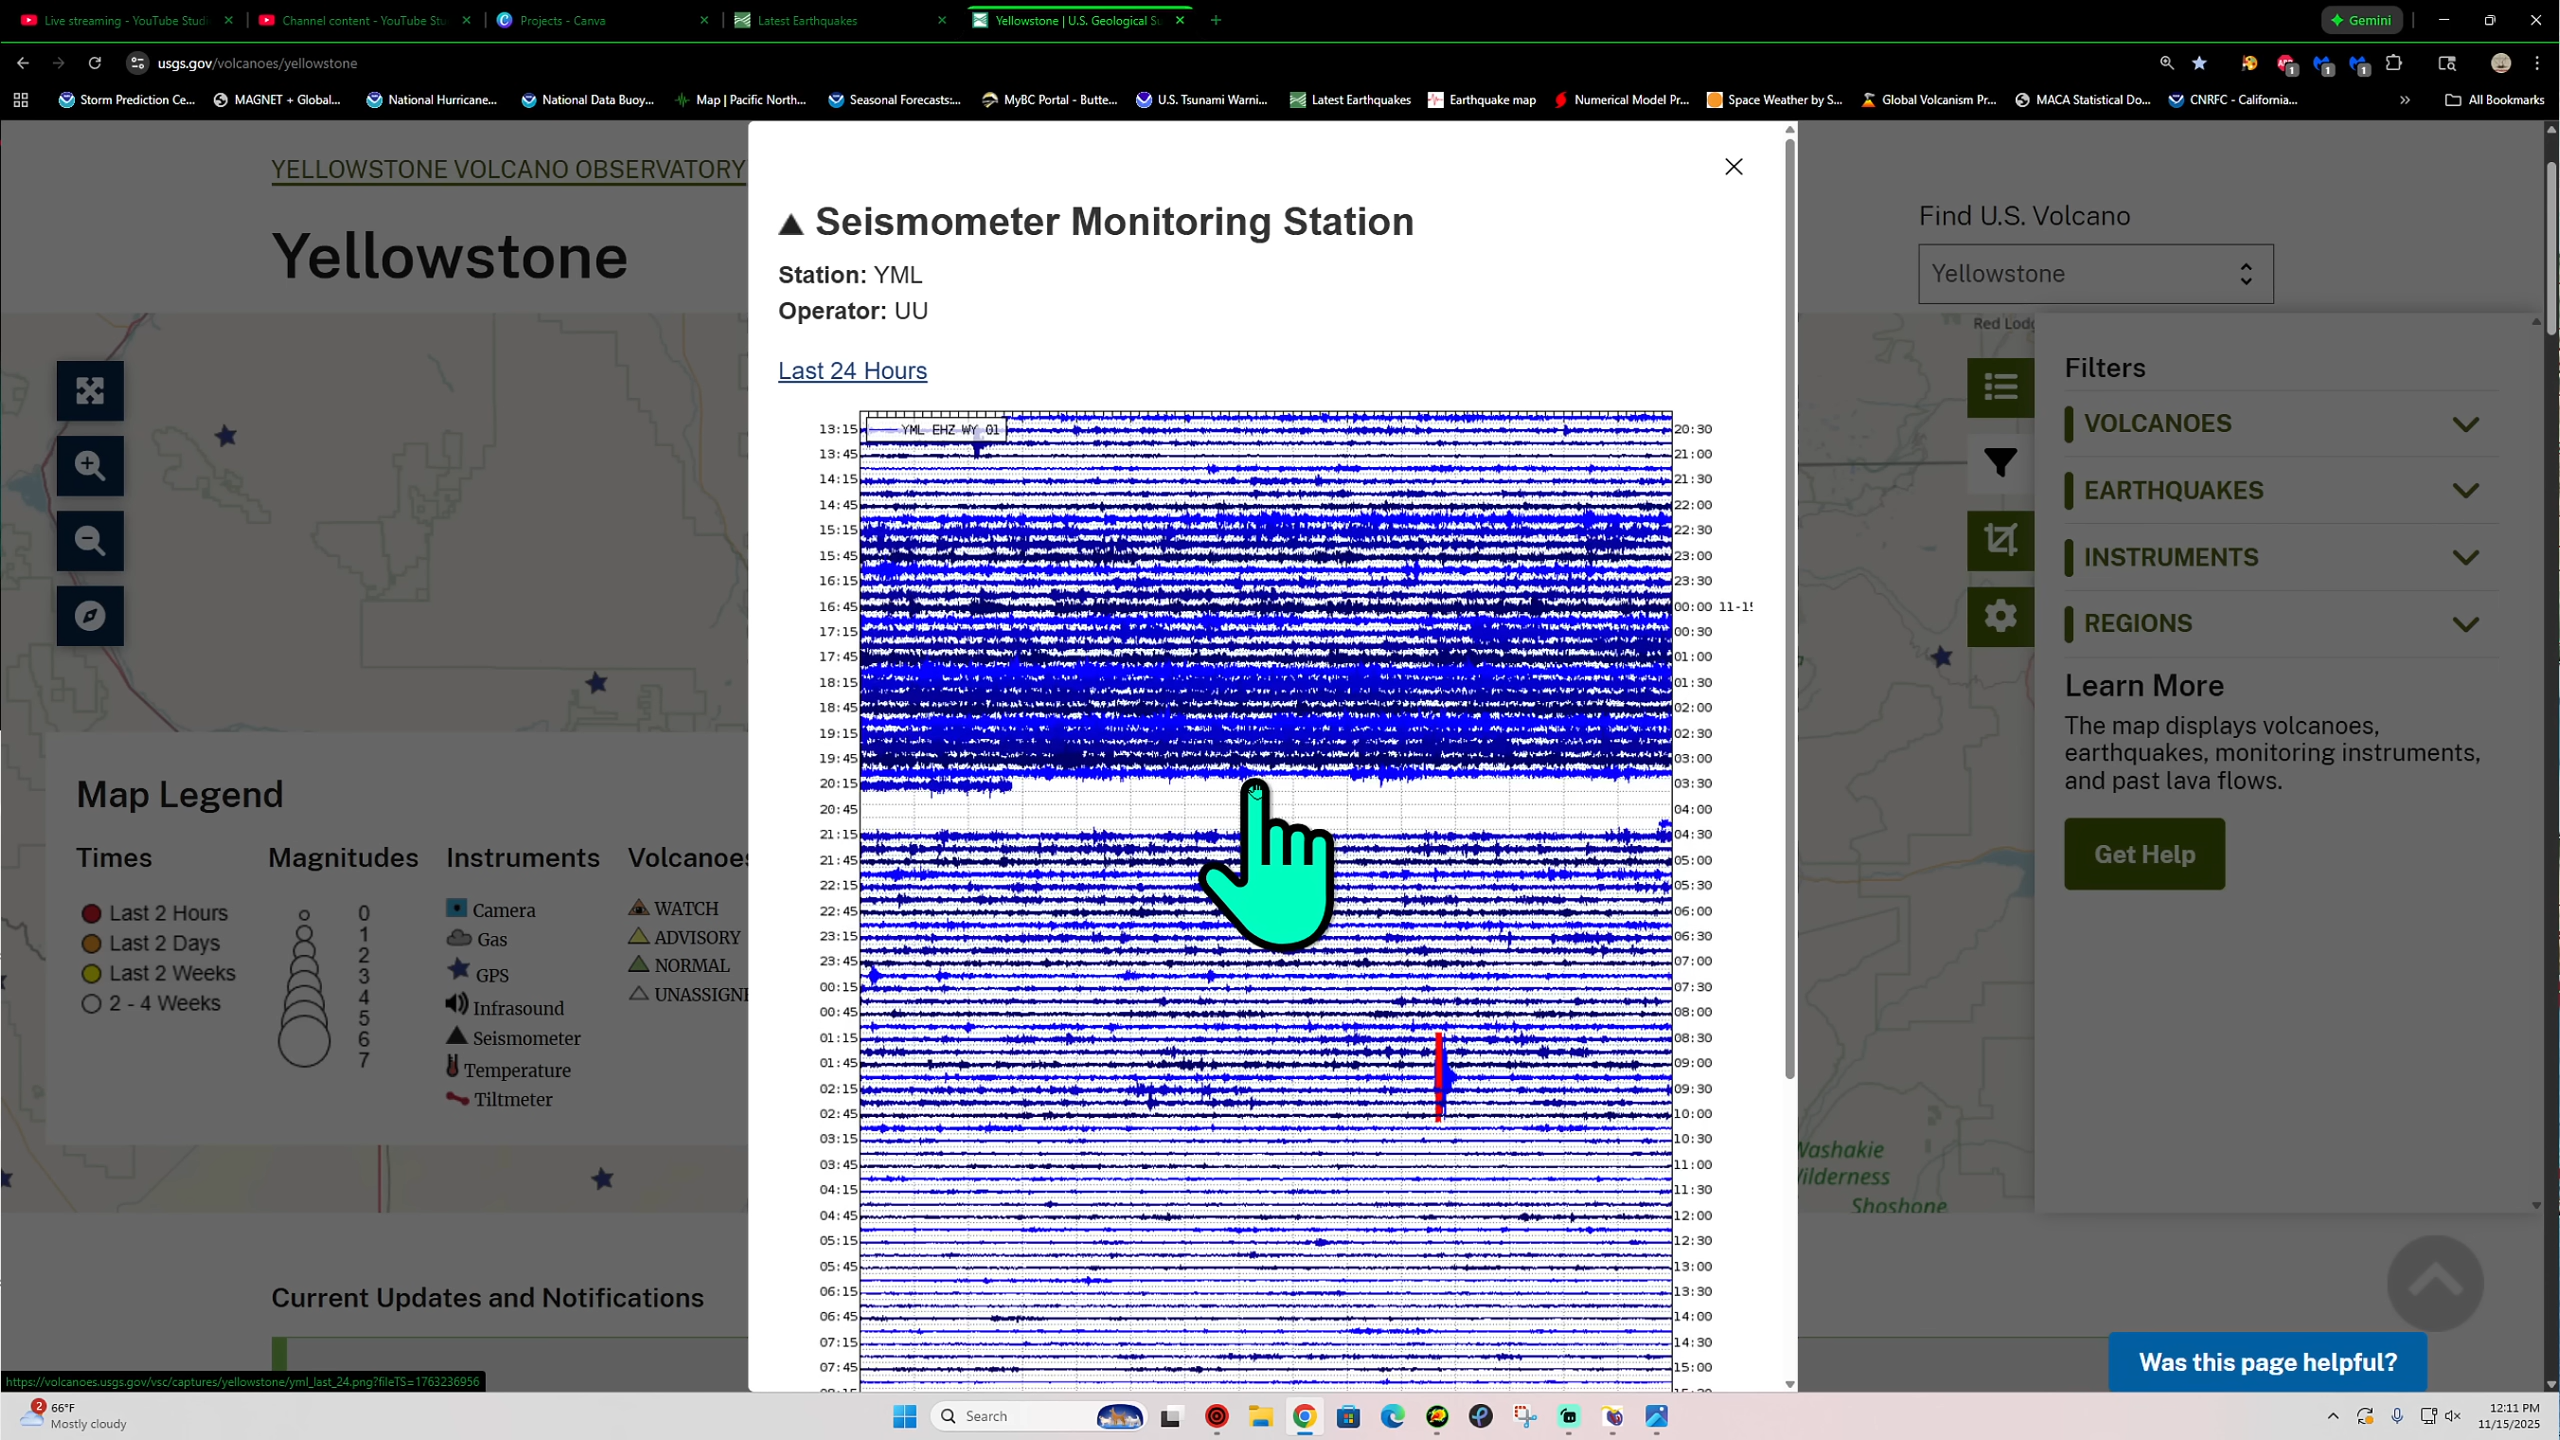 Live streaming - YouTube Studi
Channel content - YouTube Stu
Projects - Canva
Latest Earthquakes
Yellowstone | U.S. Geological Su
Gemini
usgs.gov/volcanoes/yellowstone
Storm Prediction Ce...
MAGNET + Global...
National Hurricane...
National Data Buoy...
Map | Pacific North...
Seasonal Forecasts:...
MyBC Portal - Butte...
U.S. Tsunami Warni...
Latest Earthquakes
Earthquake map
Numerical Model Pr...
Space Weather by S...
Global Volcanism Pr...
MACA Statistical Do...
CNRFC - California...
All Bookmarks
YELLOWSTONE VOLCANO OBSERVATORY
Yellowstone
Find U.S. Volcano
Yellowstone
Seismometer Monitoring Station
Station: YML
Operator: UU
Last 24 Hours
YML EHZ WY 01
13:15 20:30
13:45 21:00
14:15 21:30
14:45 22:00
15:15 22:30
15:45 23:00
16:15 23:30
16:45 00:00 11-15
17:15 00:30
17:45 01:00
18:15 01:30
18:45 02:00
19:15 02:30
19:45 03:00
20:15 03:30
20:45 04:00
21:15 04:30
21:45 05:00
22:15 05:30
22:45 06:00
23:15 06:30
23:45 07:00
00:15 07:30
00:45 08:00
01:15 08:30
01:45 09:00
02:15 09:30
02:45 10:00
03:15 10:30
03:45 11:00
04:15 11:30
04:45 12:00
05:15 12:30
05:45 13:00
06:15 13:30
06:45 14:00
07:15 14:30
07:45 15:00
Map Legend
Times
Last 2 Hours
Last 2 Days
Last 2 Weeks
2 - 4 Weeks
Magnitudes
0
1
2
3
4
5
6
7
Instruments
Camera
Gas
GPS
Infrasound
Seismometer
Temperature
Tiltmeter
Volcanoes
WATCH
ADVISORY
NORMAL
UNASSIGNE
Red Lodg
Filters
VOLCANOES
EARTHQUAKES
INSTRUMENTS
REGIONS
Learn More
The map displays volcanoes,
earthquakes, monitoring instruments,
and past lava flows.
Get Help
Washakie
Wilderness
Shoshone
Current Updates and Notifications
Was this page helpful?
https://volcanoes.usgs.gov/vsc/captures/yellowstone/yml_last_24.png?fileTS=1763236956
2
66°F
Mostly cloudy
Search
12:11 PM
11/15/2025